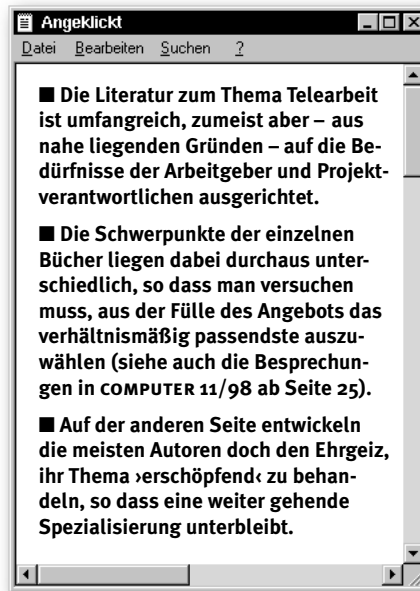 Angeklickt
Datei Bearbeiten Suchen ?
■ Die Literatur zum Thema Telearbeit
ist umfangreich, zumeist aber – aus
nahe liegenden Gründen – auf die Be-
dürfnisse der Arbeitgeber und Projekt-
verantwortlichen ausgerichtet.
■ Die Schwerpunkte der einzelnen
Bücher liegen dabei durchaus unter-
schiedlich, so dass man versuchen
muss, aus der Fülle des Angebots das
verhältnismäßig passendste auszu-
wählen (siehe auch die Besprechun-
gen in COMPUTER 11/98 ab Seite 25).
■ Auf der anderen Seite entwickeln
die meisten Autoren doch den Ehrgeiz,
ihr Thema ›erschöpfend‹ zu behan-
deln, so dass eine weiter gehende
Spezialisierung unterbleibt.